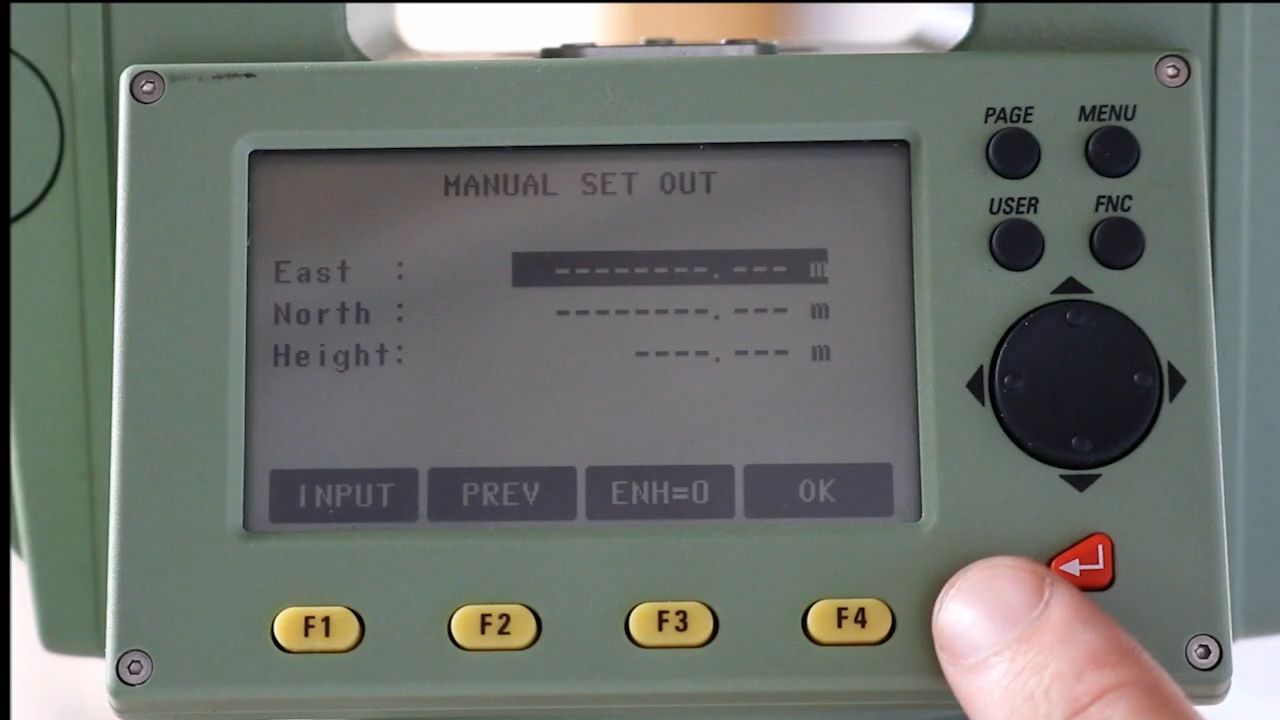 PAGE MENU
MANUAL SET OUT
USER FNC
East : --------.--- m
North : --------.--- m
Height: ----.--- m
INPUT PREV ENH=0 OK
F1 F2 F3 F4